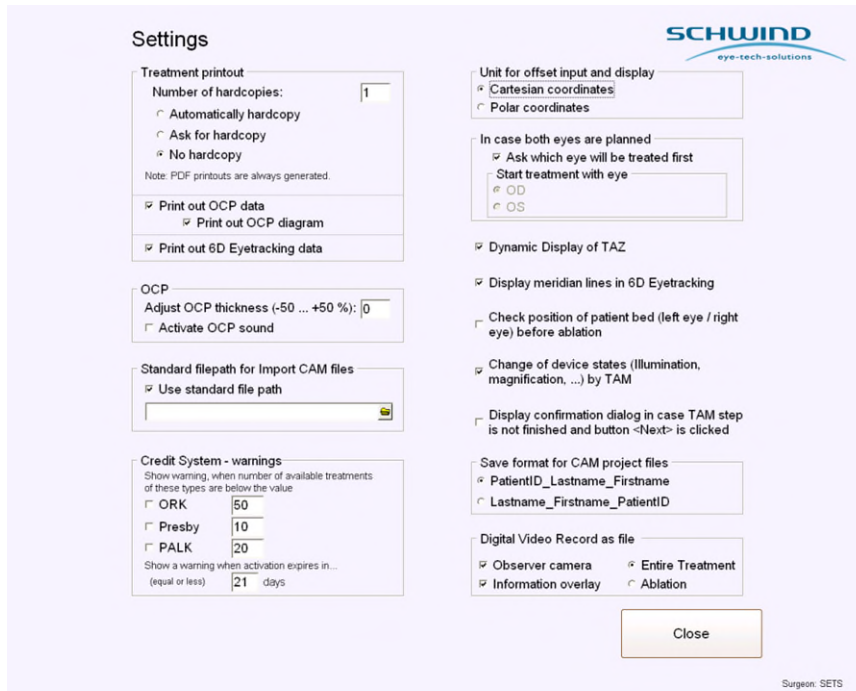 Settings
SCHWIND
eye-tech-solutions
Treatment printout
Number of hardcopies: 1
Automatically hardcopy
Ask for hardcopy
No hardcopy
Note: PDF printouts are always generated.
Print out OCP data
Print out OCP diagram
Print out 6D Eyetracking data
OCP
Adjust OCP thickness (-50 ... +50 %): 0
Activate OCP sound
Standard filepath for Import CAM files
Use standard file path
Credit System - warnings
Show warning, when number of available treatments
of these types are below the value
ORK 50
Presby 10
PALK 20
Show a warning when activation expires in...
(equal or less) 21 days
Unit for offset input and display
Cartesian coordinates
Polar coordinates
In case both eyes are planned
Ask which eye will be treated first
Start treatment with eye
OD
OS
Dynamic Display of TAZ
Display meridian lines in 6D Eyetracking
Check position of patient bed (left eye / right
eye) before ablation
Change of device states (Illumination,
magnification, ...) by TAM
Display confirmation dialog in case TAM step
is not finished and button <Next> is clicked
Save format for CAM project files
PatientID_Lastname_Firstname
Lastname_Firstname_PatientID
Digital Video Record as file
Observer camera Entire Treatment
Information overlay Ablation
Close
Surgeon: SETS